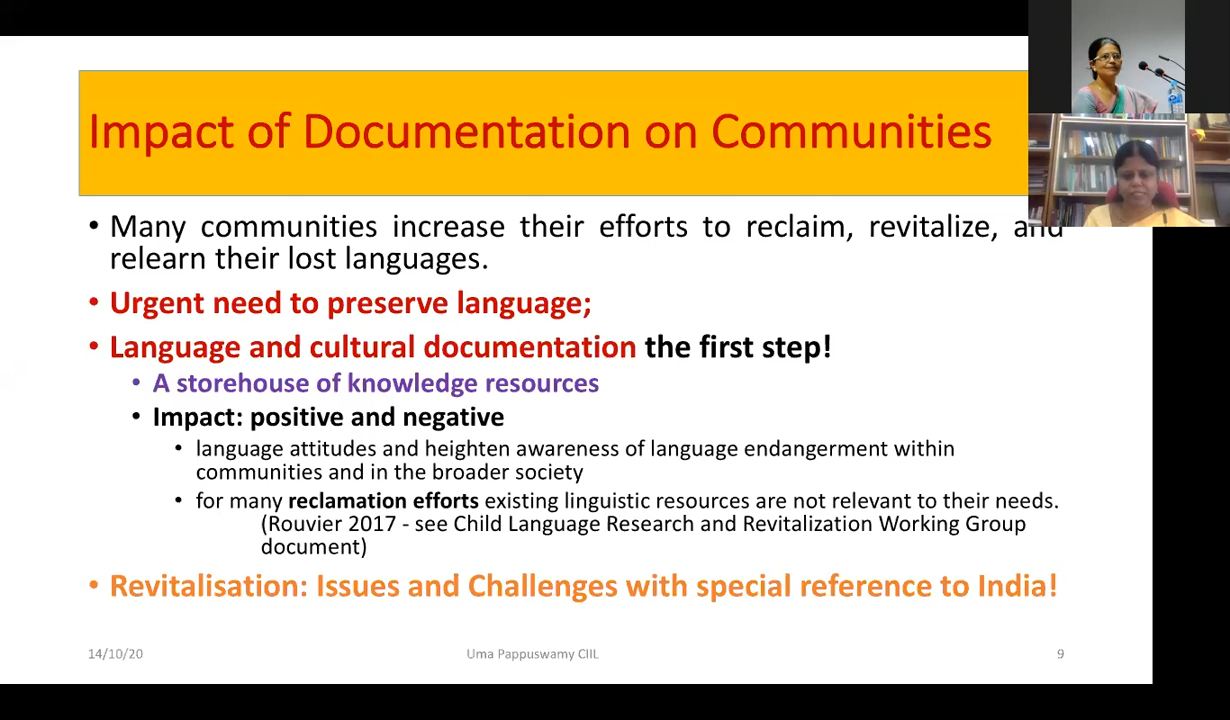 Impact of Documentation on Communities
• Many communities increase their efforts to reclaim, revitalize, and
relearn their lost languages.
• Urgent need to preserve language;
• Language and cultural documentation the first step!
• A storehouse of knowledge resources
• Impact: positive and negative
• language attitudes and heighten awareness of language endangerment within
communities and in the broader society
• for many reclamation efforts existing linguistic resources are not relevant to their needs.
(Rouvier 2017 - see Child Language Research and Revitalization Working Group
document)
• Revitalisation: Issues and Challenges with special reference to India!
14/10/20 Uma Pappuswamy CIIL 9